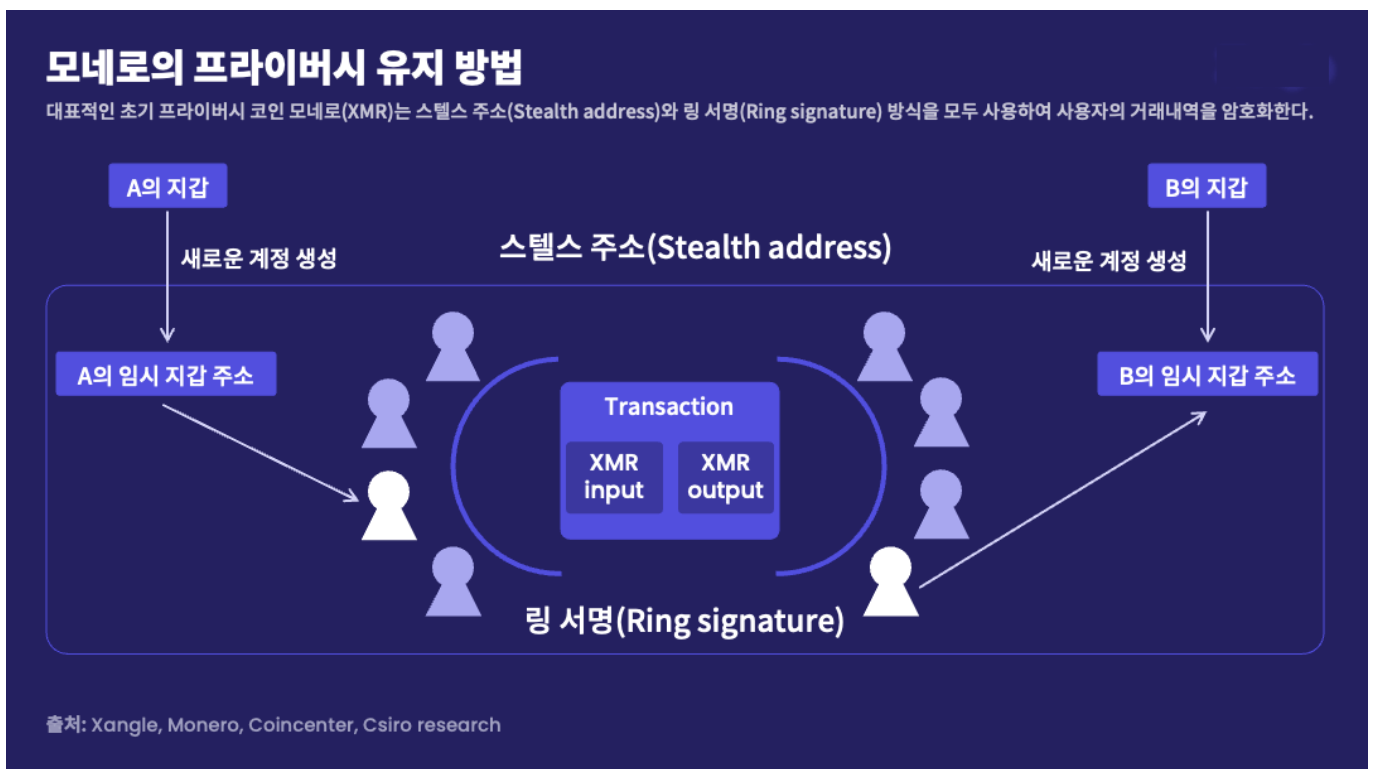 모네로의 프라이버시 유지 방법
대표적인 초기 프라이버시 코인 모네로(XMR)는 스텔스 주소(Stealth address)와 링 서명(Ring signature) 방식을 모두 사용하여 사용자의 거래내역을 암호화한다.
A의 지갑
B의 지갑
새로운 계정 생성
스텔스 주소(Stealth address)
새로운 계정 생성
A의 임시 지갑 주소
B의 임시 지갑 주소
Transaction
XMR
input
XMR
output
링 서명(Ring signature)
출처: Xangle, Monero, Coincenter, Csiro research